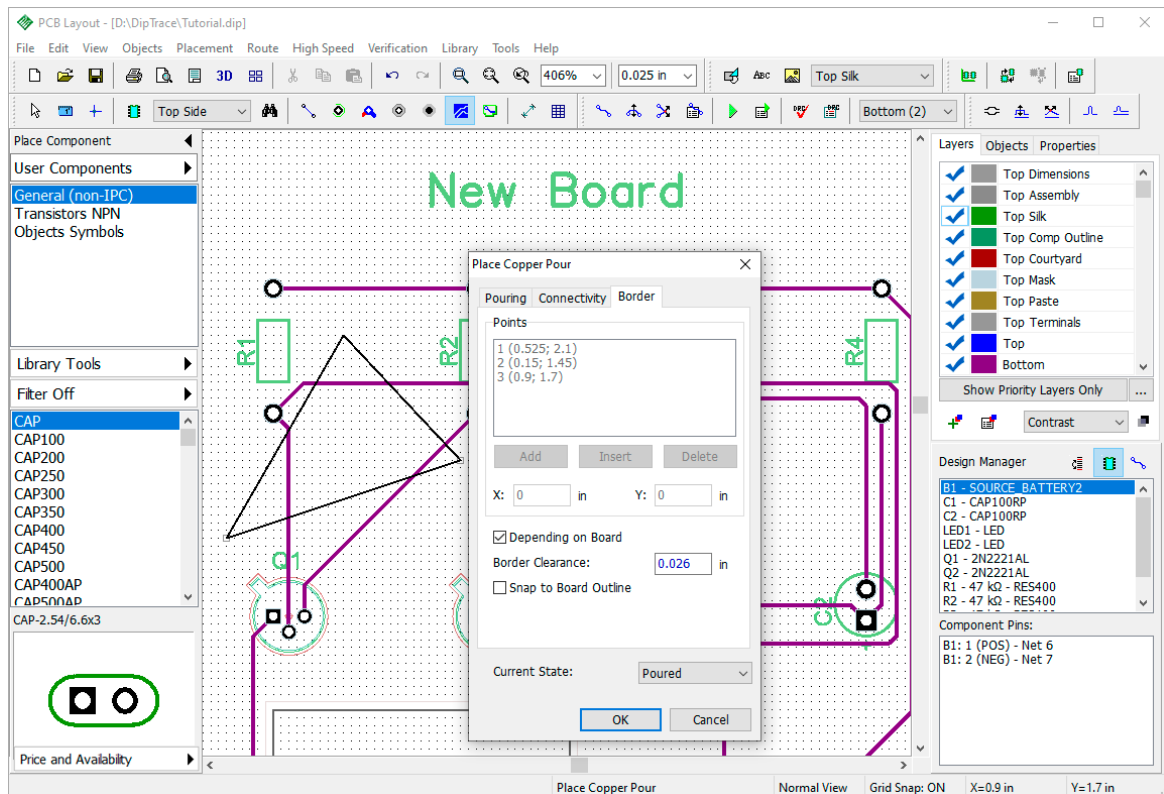 PCB Layout - [D:\DipTrace\Tutorial.dip]
File Edit View Objects Placement Route High Speed Verification Library Tools Help
3D 406% 0.025 in ABC Top Silk
Top Side Bottom (2)
Place Component
User Components
General (non-IPC)
Transistors NPN
Objects Symbols
Library Tools
Filter Off
CAP
CAP100
CAP200
CAP250
CAP300
CAP350
CAP400
CAP450
CAP500
CAP400AP
CAP500AP
CAP-2.54/6.6x3
Price and Availabilty
New Board
R1
R2
R4
Q1
C2
Place Copper Pour
Pouring Connectivity Border
Points
1 (0.525; 2.1)
2 (0.15; 1.45)
3 (0.9; 1.7)
Add Insert Delete
X: 0 in Y: 0 in
Depending on Board
Border Clearance: 0.026 in
Snap to Board Outline
Current State: Poured
OK Cancel
Layers Objects Properties
Top Dimensions
Top Assembly
Top Silk
Top Comp Outline
Top Courtyard
Top Mask
Top Paste
Top Terminals
Top
Bottom
Show Priority Layers Only ...
Contrast
Design Manager
B1 - SOURCE_BATTERY2
C1 - CAP100RP
C2 - CAP100RP
LED1 - LED
LED2 - LED
Q1 - 2N2221AL
Q2 - 2N2221AL
R1 - 47 kΩ - RES400
R2 - 47 kΩ - RES400
Component Pins:
B1: 1 (POS) - Net 6
B1: 2 (NEG) - Net 7
Place Copper Pour Normal View Grid Snap: ON X=0.9 in Y=1.7 in